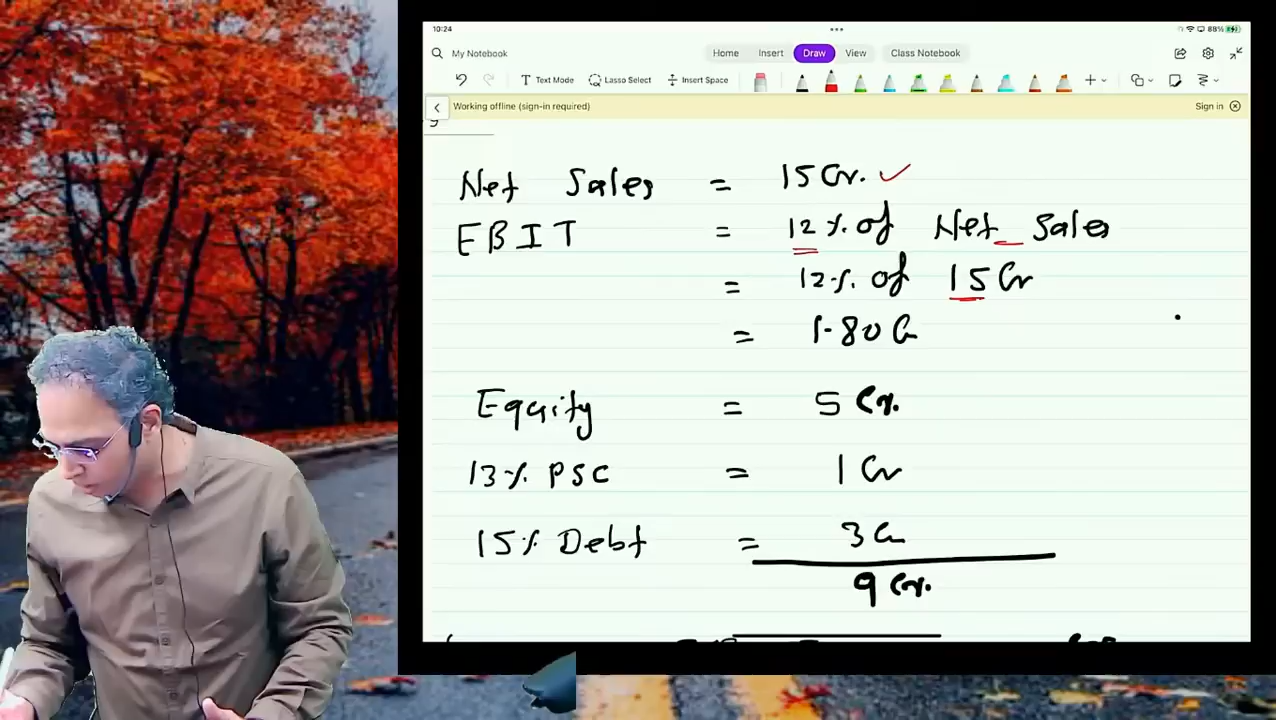 10:24
88%
My Notebook
Home Insert Draw View Class Notebook
Text Mode Lasso Select Insert Space
Working offline (sign-in required) Sign in
Net Sales = 15 Cr. ✓
EBIT = 12% of Net Sales
= 12% of 15 Cr
= 1.80 Cr
Equity = 5 Cr.
13% PSC = 1 Cr
15% Debt = 3 Cr
9 Cr.